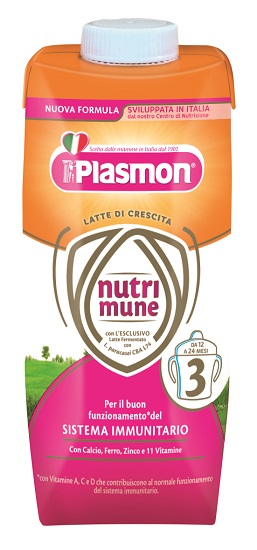 NUOVA FORMULA
SVILUPPATA IN ITALIA
dal nostro Centro di Nutrizione
Scelta dalle mamme in Italia dal 1902
Plasmon®
LATTE DI CRESCITA
nutri
mune
con L'ESCLUSIVO
Latte Fermentato
con
L. paracasei CBA L74
DA 12
A 24 MESI
3
Per il buon
funzionamento*del
SISTEMA IMMUNITARIO
Con Calcio, Ferro, Zinco e 11 Vitamine
*con Vitamine A, C e D che contribuiscono al normale funzionamento
del sistema immunitario.